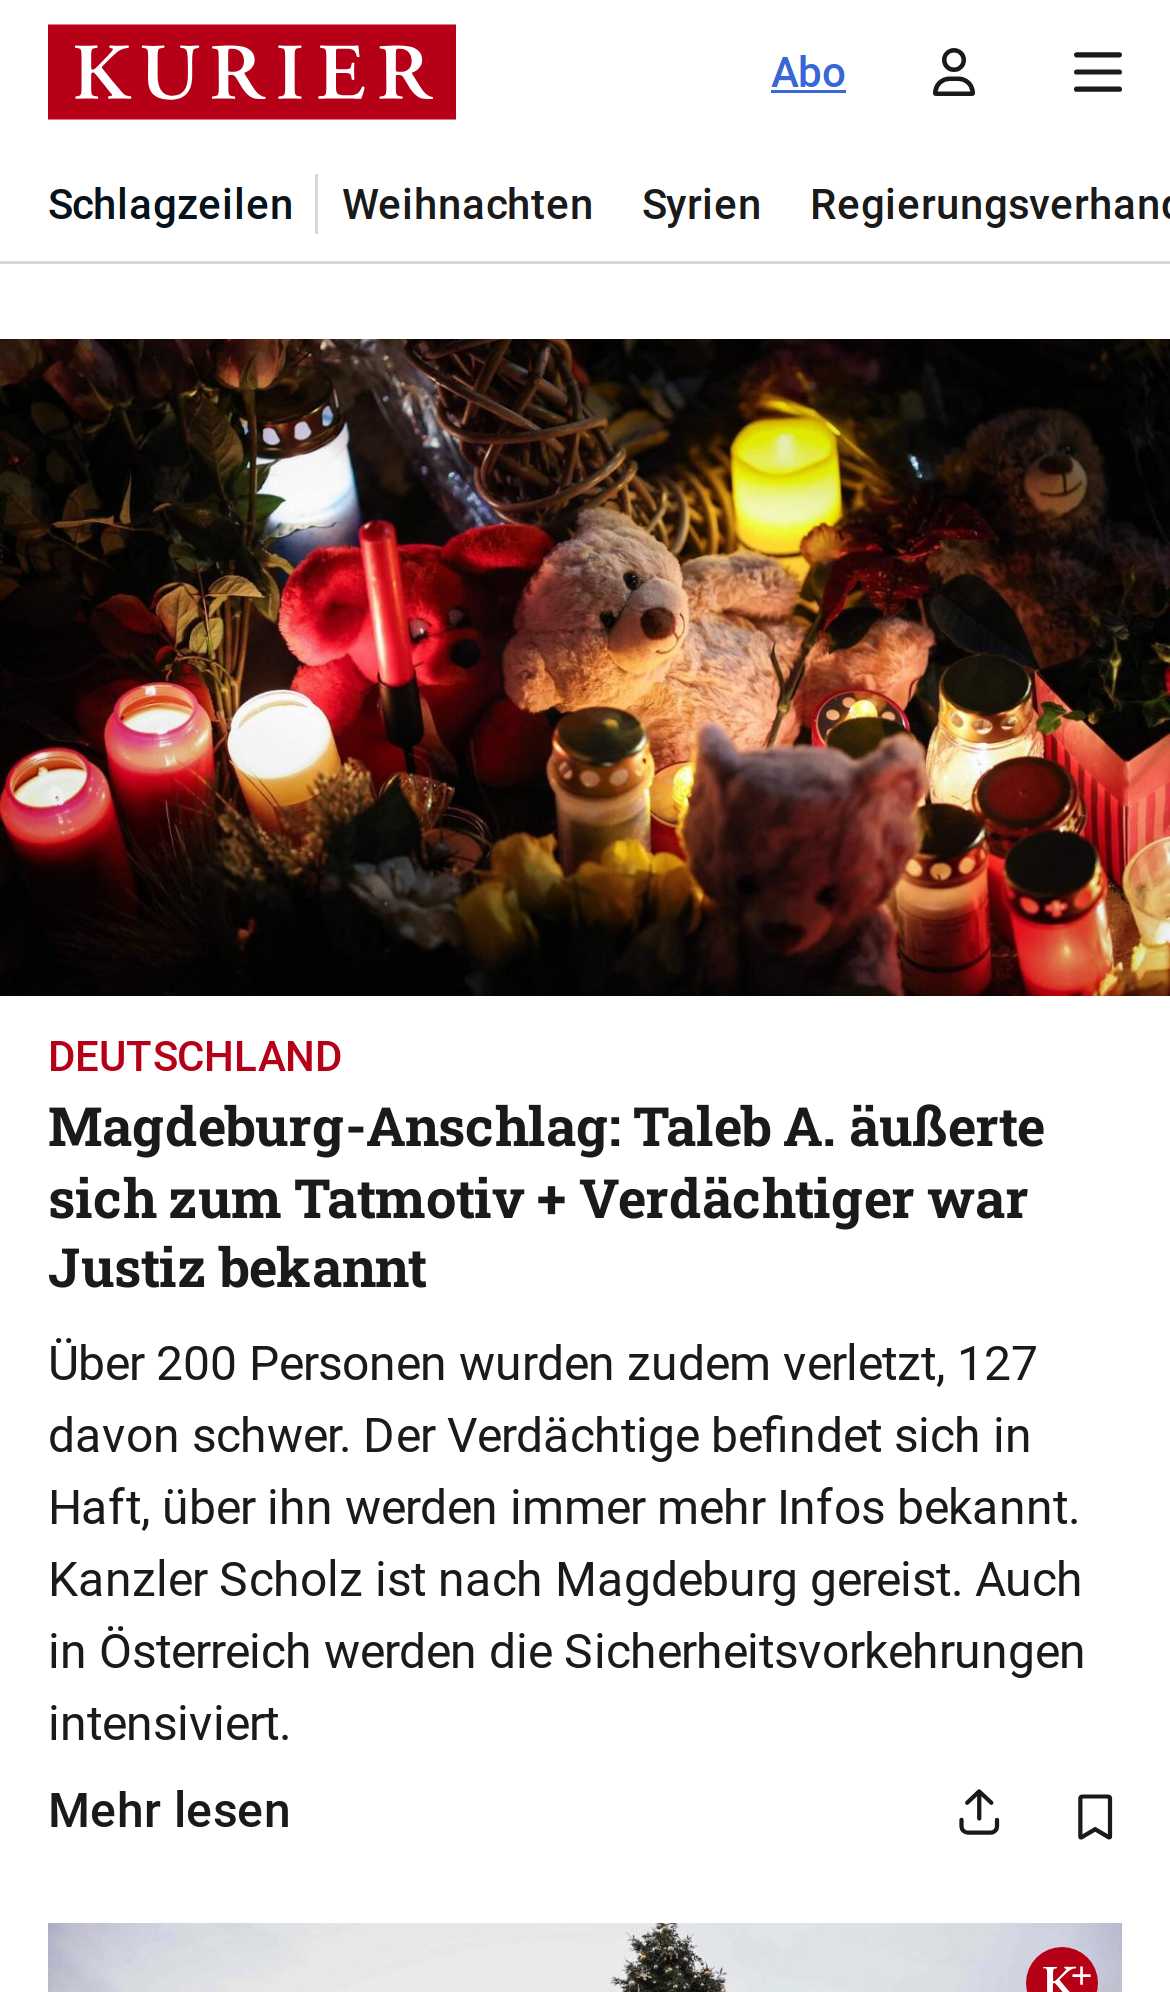 KURIER
Abo
Schlagzeilen
Weihnachten
Syrien
Regierungsverhand
DEUTSCHLAND
Magdeburg-Anschlag: Taleb A. äußerte
sich zum Tatmotiv + Verdächtiger war
Justiz bekannt
Über 200 Personen wurden zudem verletzt, 127
davon schwer. Der Verdächtige befindet sich in
Haft, über ihn werden immer mehr Infos bekannt.
Kanzler Scholz ist nach Magdeburg gereist. Auch
in Österreich werden die Sicherheitsvorkehrungen
intensiviert.
Mehr lesen
K+